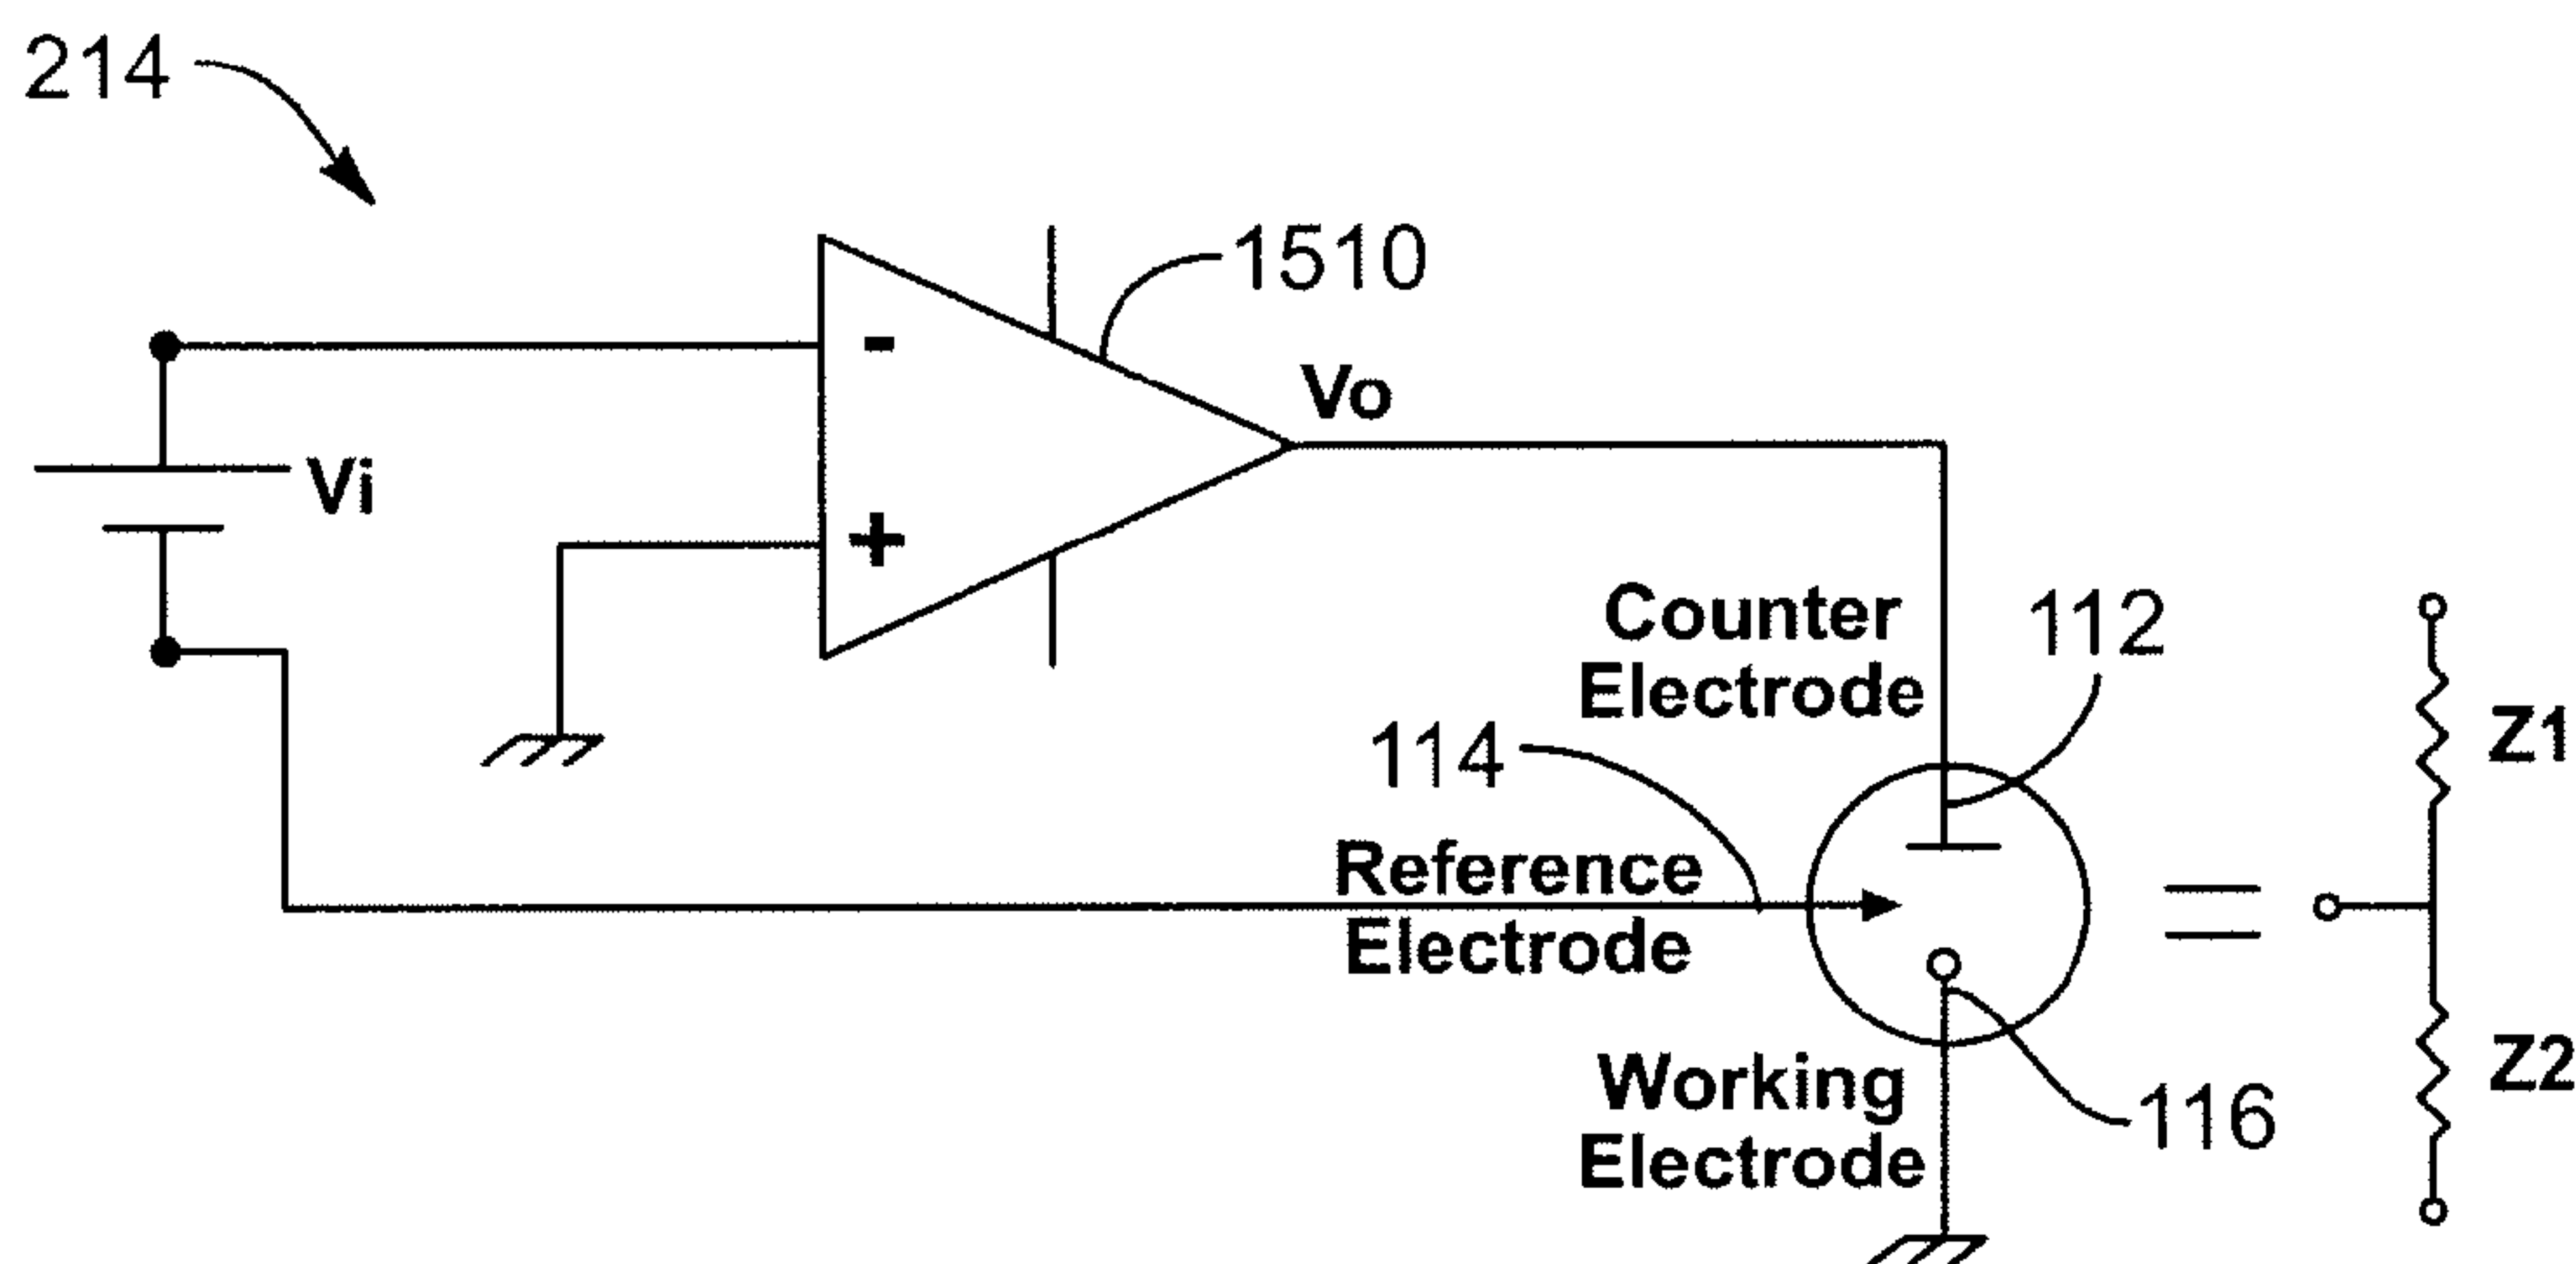 214
1510
-
Vo
Vi
+
Counter
Electrode
112
114
Z1
Reference
Electrode
Working
Electrode
116
Z2